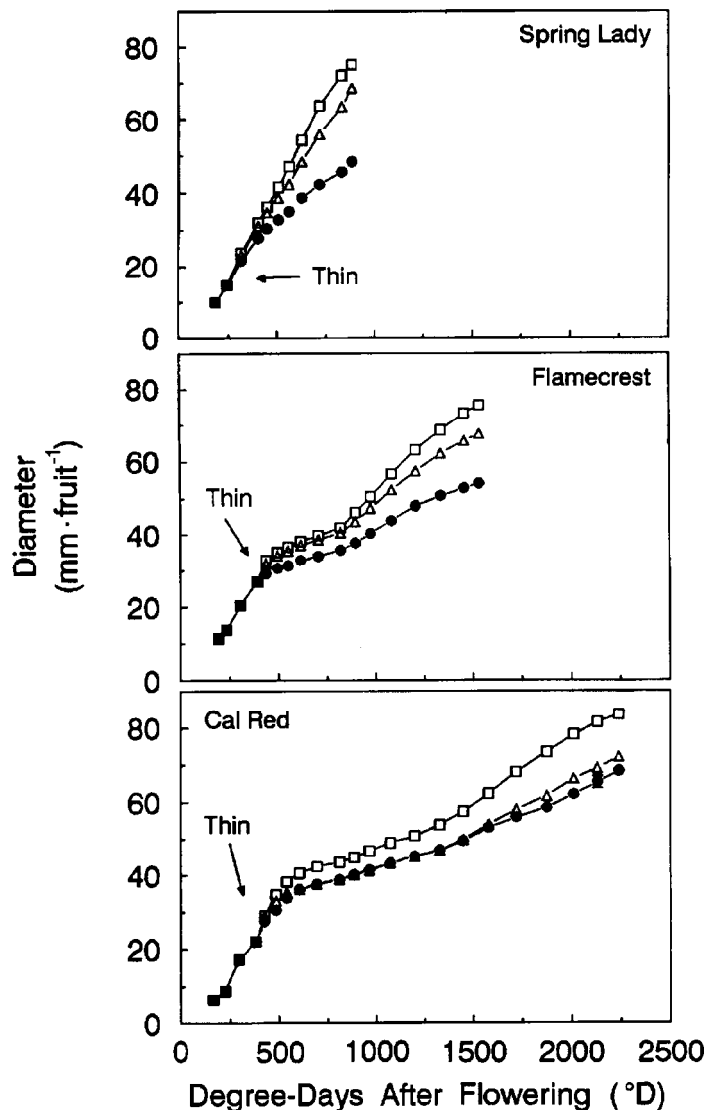 80
60
40
20
0
Spring Lady
Thin
80
60
40
20
0
Flamecrest
Thin
80
60
40
20
0
Cal Red
Thin
Diameter
(mm·fruit⁻¹)
0 500 1000 1500 2000 2500
Degree-Days After Flowering (°D)